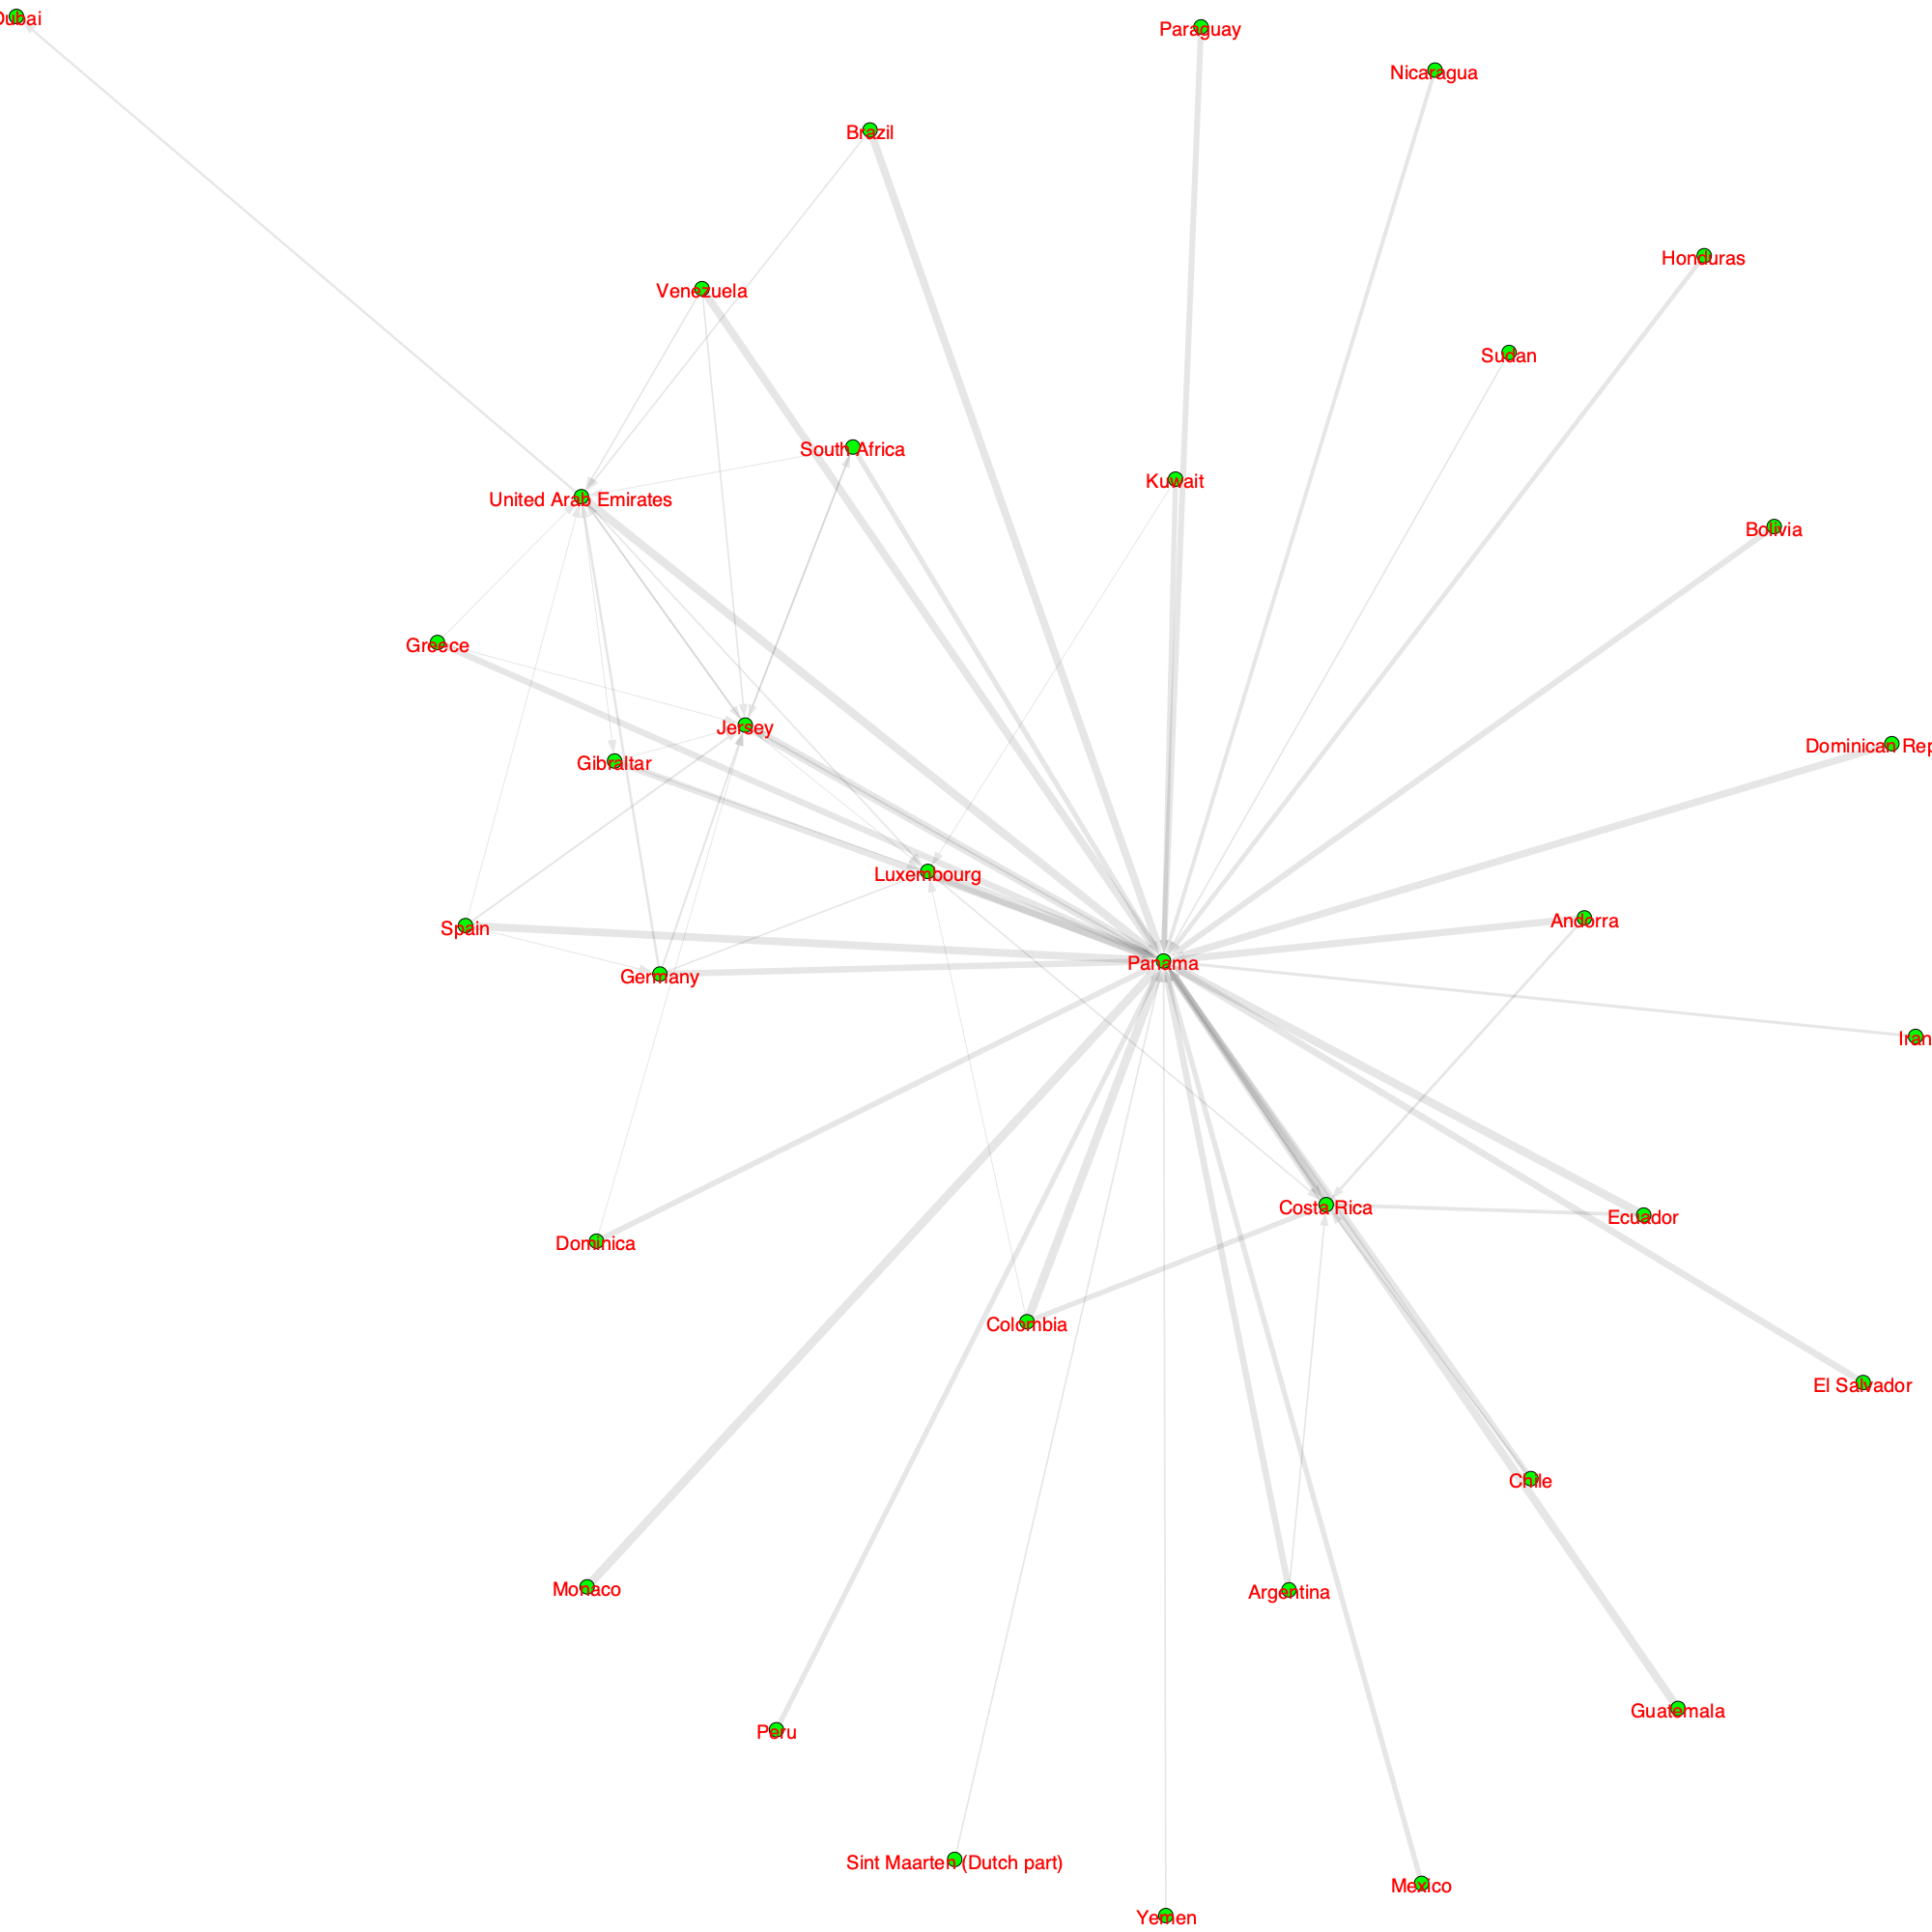 Dubai
Paraguay
Nicaragua
Brazil
Honduras
Venezuela
Sudan
South Africa
Kuwait
United Arab Emirates
Bolivia
Greece
Jersey
Dominican Rep
Gibraltar
Luxembourg
Andorra
Spain
Panama
Germany
Iran
Costa Rica
Ecuador
Dominica
Colombia
El Salvador
Chile
Monaco
Argentina
Guatemala
Peru
Sint Maarten (Dutch part)
Mexico
Yemen